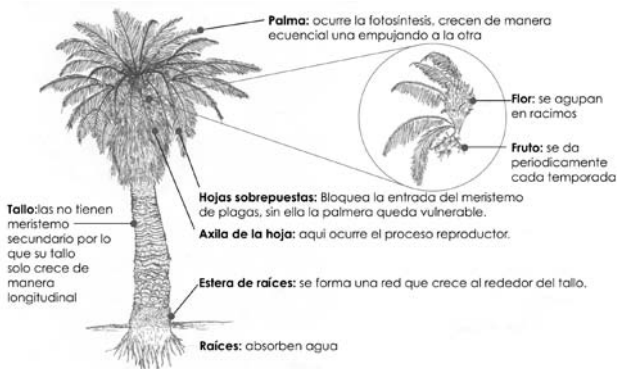 Palma: ocurre la fotosíntesis, crecen de manera
ecuencial una empujando a la otra
Flor: se agupan
en racimos
Fruto: se da
periodicamente
cada temporada
Hojas sobrepuestas: Bloquea la entrada del meristemo
de plagas, sin ella la palmera queda vulnerable.
Axila de la hoja: aquí ocurre el proceso reproductor.
Tallo:las no tienen
meristemo
secundario por lo
que su tallo
solo crece de
manera
longitudinal
Estera de raíces: se forma una red que crece al rededor del tallo.
Raíces: absorben agua